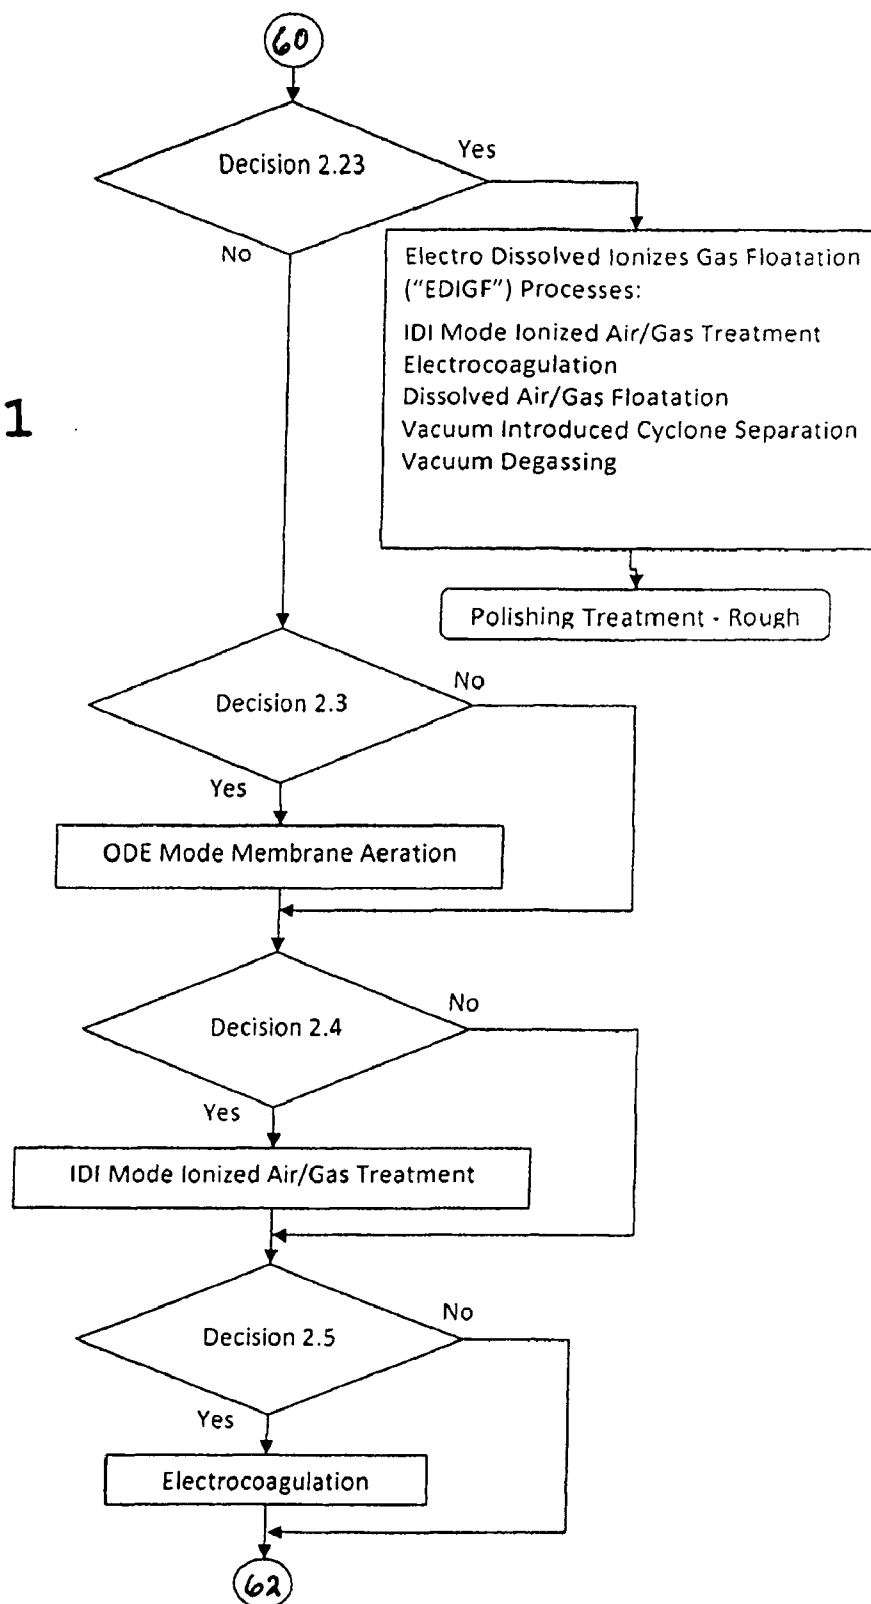 60
Decision 2.23
Yes
No
Electro Dissolved Ionizes Gas Floatation
("EDIGF") Processes:
IDI Mode Ionized Air/Gas Treatment
Electrocoagulation
Dissolved Air/Gas Floatation
Vacuum Introduced Cyclone Separation
Vacuum Degassing
1
Polishing Treatment - Rough
Decision 2.3
No
Yes
ODE Mode Membrane Aeration
Decision 2.4
No
Yes
IDI Mode Ionized Air/Gas Treatment
Decision 2.5
No
Yes
Electrocoagulation
62